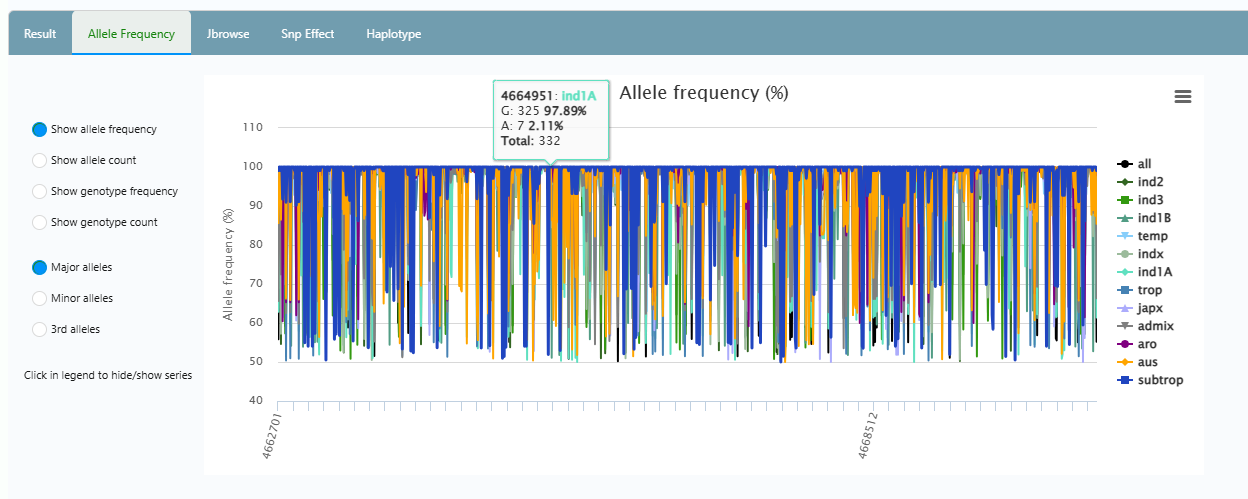 Result Allele Frequency Jbrowse Snp Effect Haplotype
Show allele frequency
Show allele count
Show genotype frequency
Show genotype count
Major alleles
Minor alleles
3rd alleles
Click in legend to hide/show series
Allele frequency (%)
4664951: ind1A
G: 325 97.89%
A: 7 2.11%
Total: 332
Allele frequency (%)
110
100
90
80
70
60
50
40
4662701
4668512
all
ind2
ind3
ind1B
temp
indx
ind1A
trop
japx
admix
aro
aus
subtrop